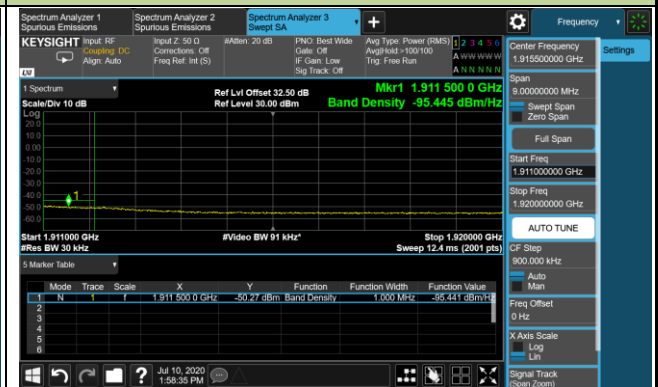 Spectrum Analyzer 1
Spurious Emissions
Spectrum Analyzer 2
Spurious Emissions
Spectrum Analyzer 3
Swept SA
+
Frequency
KEYSIGHT
Input: RF
Coupling: DC
Align: Auto
Input Z: 50 Ω
Corrections: Off
Freq Ref: Int (S)
#Atten: 20 dB
PNO: Best Wide
Gate: Off
IF Gain: Low
Sig Track: Off
Avg Type: Power (RMS)
Avg|Hold:>100/100
Trig: Free Run
1 2 3 4 5 6
A W W W W W
A N N N N N
LXI
1 Spectrum
Scale/Div 10 dB
Ref Lvl Offset 32.50 dB
Ref Level 30.00 dBm
Mkr1 1.911 500 0 GHz
Band Density -95.445 dBm/Hz
Log
20.0
10.0
0.00
-10.0
-20.0
-30.0
-40.0
-50.0
-60.0
1
Start 1.911000 GHz
#Res BW 30 kHz
#Video BW 91 kHz*
Stop 1.920000 GHz
Sweep 12.4 ms (2001 pts)
5 Marker Table
Mode Trace Scale X Y Function Function Width Function Value
1 N 1 f 1.911 500 0 GHz -50.27 dBm Band Density 1.000 MHz -95.441 dBm/Hz
2
3
4
5
6
Jul 10, 2020
1:58:35 PM
Center Frequency
1.915500000 GHz
Settings
Span
9.00000000 MHz
Swept Span
Zero Span
Full Span
Start Freq
1.911000000 GHz
Stop Freq
1.920000000 GHz
AUTO TUNE
CF Step
900.000 kHz
Auto
Man
Freq Offset
0 Hz
X Axis Scale
Log
Lin
Signal Track
(Span Zoom)